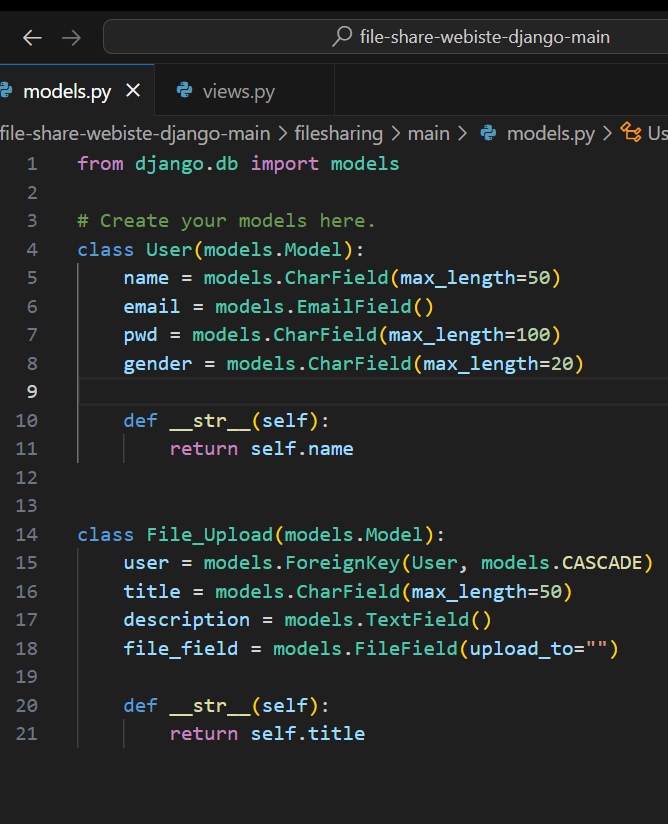 file-share-webiste-django-main
models.py
views.py
file-share-webiste-django-main > filesharing > main > models.py > Us
1 from django.db import models
2
3 # Create your models here.
4 class User(models.Model):
5     name = models.CharField(max_length=50)
6     email = models.EmailField()
7     pwd = models.CharField(max_length=100)
8     gender = models.CharField(max_length=20)
9
10     def __str__(self):
11         return self.name
12
13
14 class File_Upload(models.Model):
15     user = models.ForeignKey(User, models.CASCADE)
16     title = models.CharField(max_length=50)
17     description = models.TextField()
18     file_field = models.FileField(upload_to="")
19
20     def __str__(self):
21         return self.title